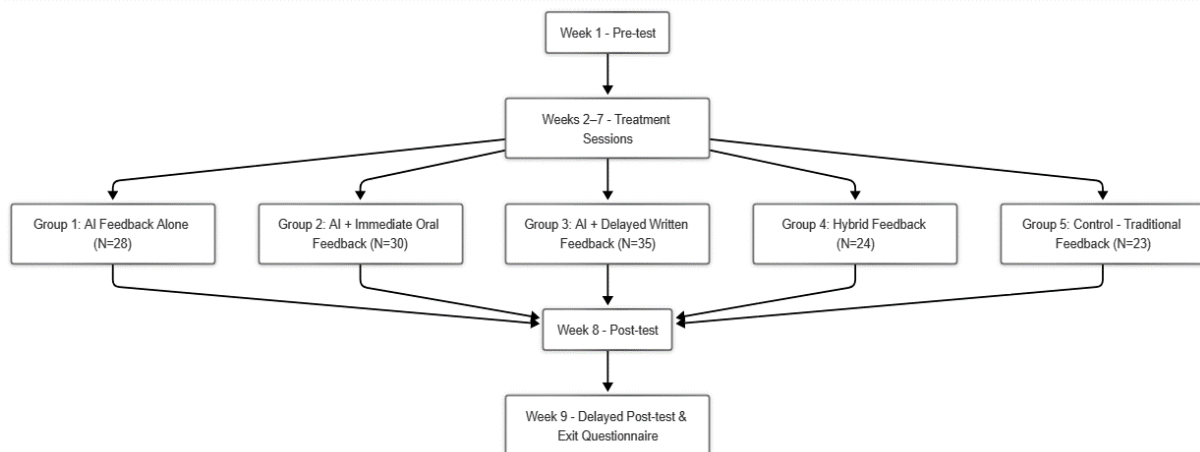 Week 1 - Pre-test
Weeks 2–7 - Treatment
Sessions
Group 1: AI Feedback Alone
(N=28)
Group 2: AI + Immediate Oral
Feedback (N=30)
Group 3: AI + Delayed Written
Feedback (N=35)
Group 4: Hybrid Feedback
(N=24)
Group 5: Control - Traditional
Feedback (N=23)
Week 8 - Post-test
Week 9 - Delayed Post-test &
Exit Questionnaire